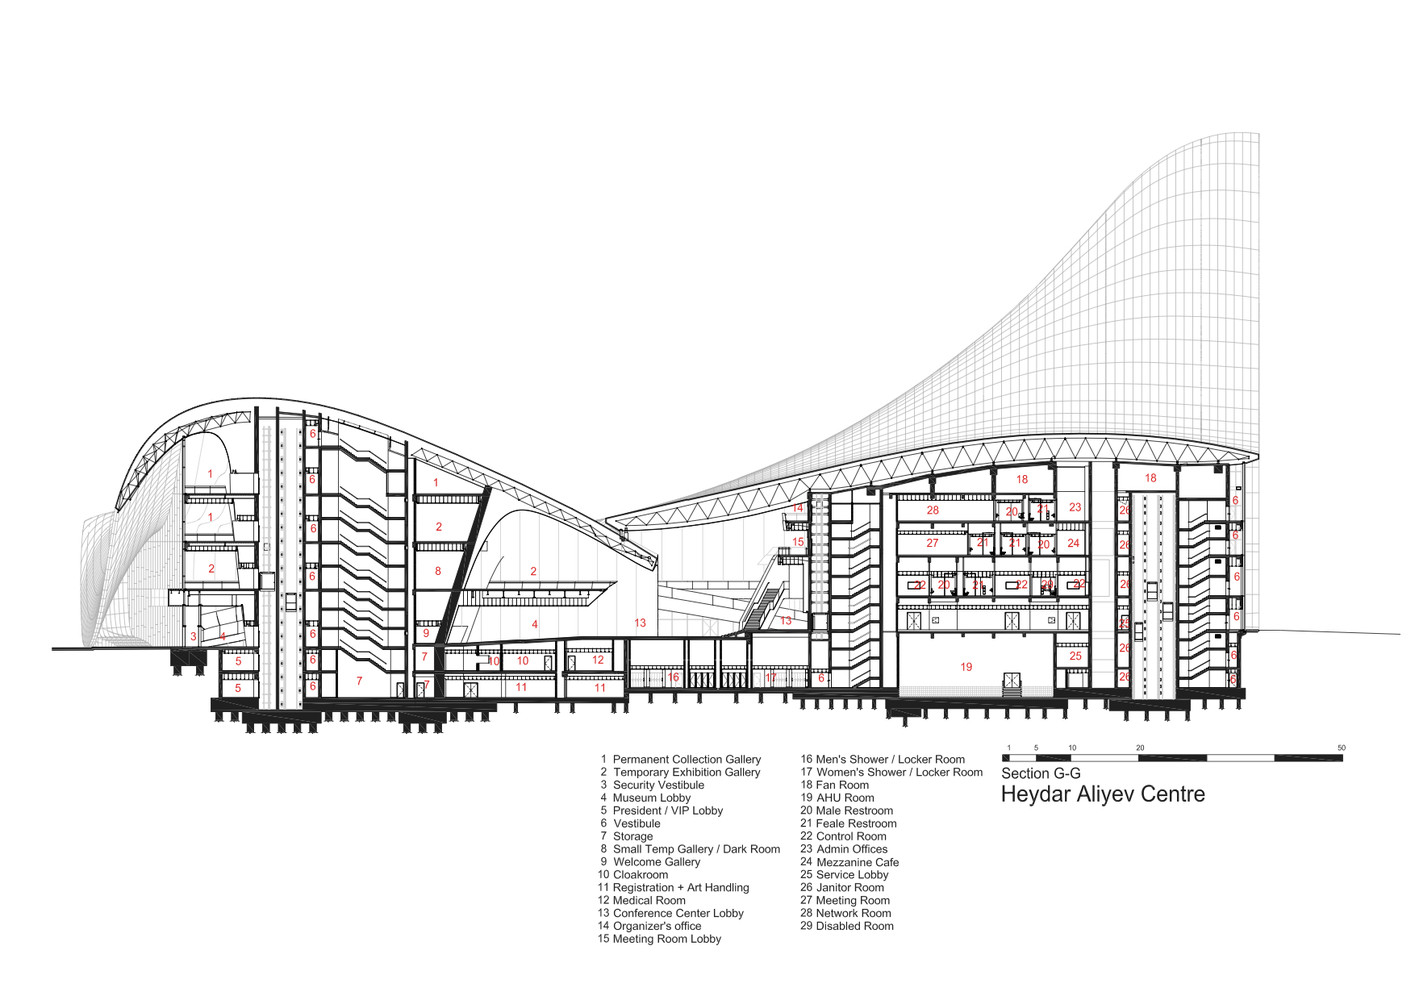 6
1
6
1
18
18
2
6
14
28
20
21
23
26
6
1
6
15
27
21
21
20
24
26
6
2
6
8
2
22
20
21
22
29
22
26
6
3
4
6
9
4
13
13
25
6
5
6
7
10
10
12
19
25
26
6
5
6
7
7
11
11
16
17
6
26
6
1 Permanent Collection Gallery
2 Temporary Exhibition Gallery
3 Security Vestibule
4 Museum Lobby
5 President / VIP Lobby
6 Vestibule
7 Storage
8 Small Temp Gallery / Dark Room
9 Welcome Gallery
10 Cloakroom
11 Registration + Art Handling
12 Medical Room
13 Conference Center Lobby
14 Organizer's office
15 Meeting Room Lobby
16 Men's Shower / Locker Room
17 Women's Shower / Locker Room
18 Fan Room
19 AHU Room
20 Male Restroom
21 Feale Restroom
22 Control Room
23 Admin Offices
24 Mezzanine Cafe
25 Service Lobby
26 Janitor Room
27 Meeting Room
28 Network Room
29 Disabled Room
1 5 10 20 50
Section G-G
Heydar Aliyev Centre